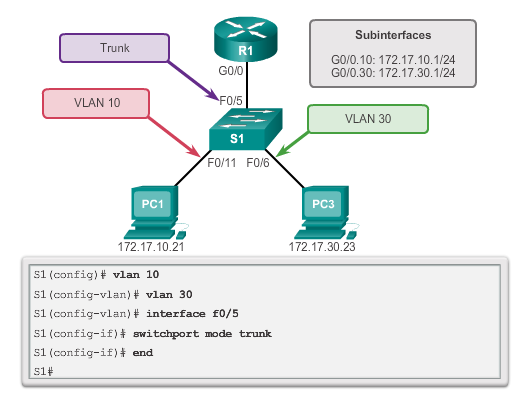 Subinterfaces
G0/0.10: 172.17.10.1/24
G0/0.30: 172.17.30.1/24
Trunk
R1
G0/0
F0/5
VLAN 10
VLAN 30
S1
F0/11 F0/6
PC1
PC3
172.17.10.21
172.17.30.23
S1(config)# vlan 10
S1(config-vlan)# vlan 30
S1(config-vlan)# interface f0/5
S1(config-if)# switchport mode trunk
S1(config-if)# end
S1#